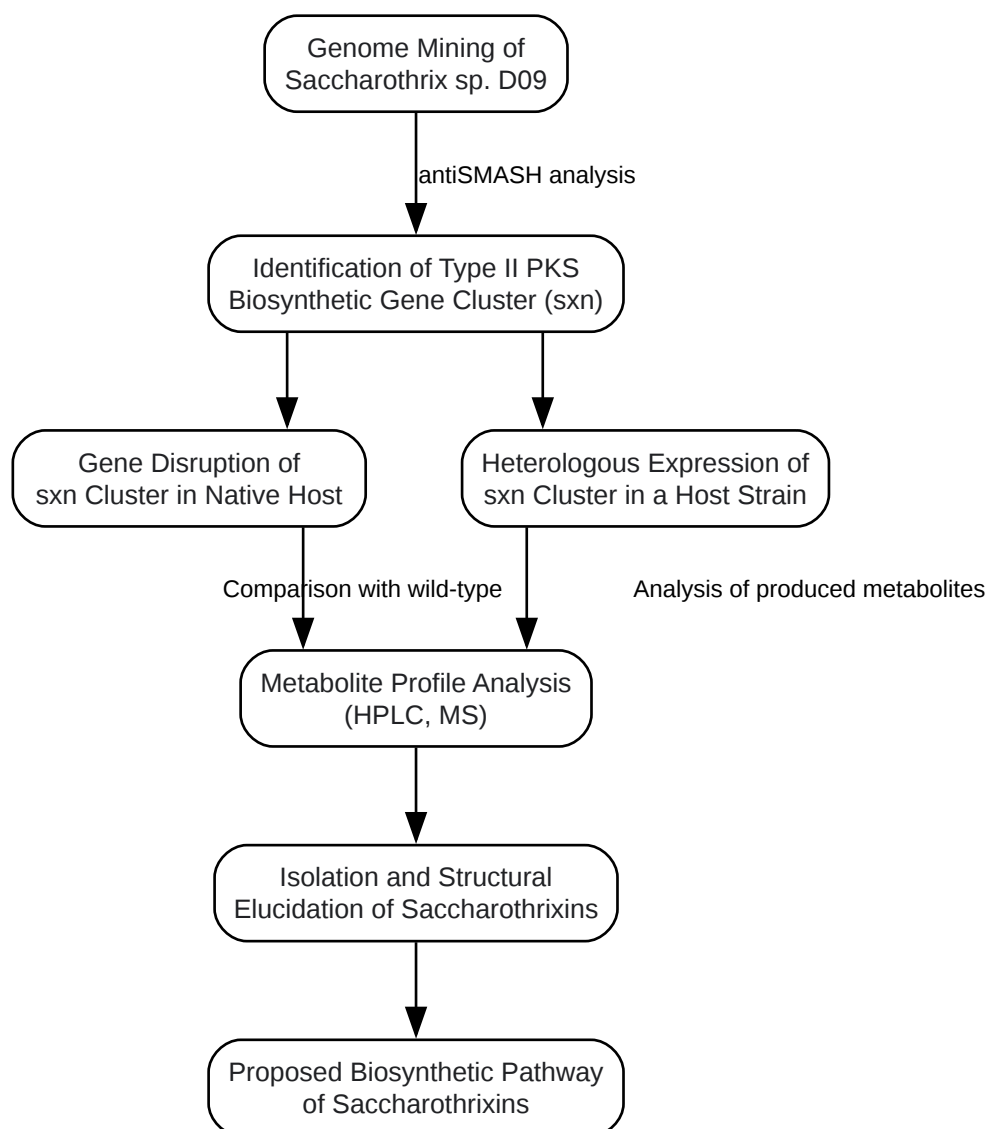 Genome Mining of
Saccharothrix sp. D09
antiSMASH analysis
Identification of Type II PKS
Biosynthetic Gene Cluster (sxn)
Gene Disruption of
sxn Cluster in Native Host
Heterologous Expression of
sxn Cluster in a Host Strain
Comparison with wild-type
Analysis of produced metabolites
Metabolite Profile Analysis
(HPLC, MS)
Isolation and Structural
Elucidation of Saccharothrixins
Proposed Biosynthetic Pathway
of Saccharothrixins